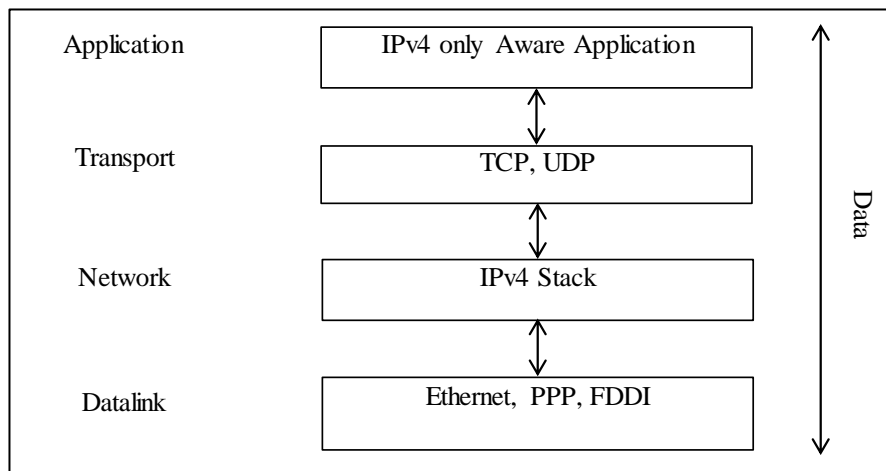 Application
IPv4 only Aware Application
Transport
TCP, UDP
Data
Network
IPv4 Stack
Datalink
Ethernet, PPP, FDDI